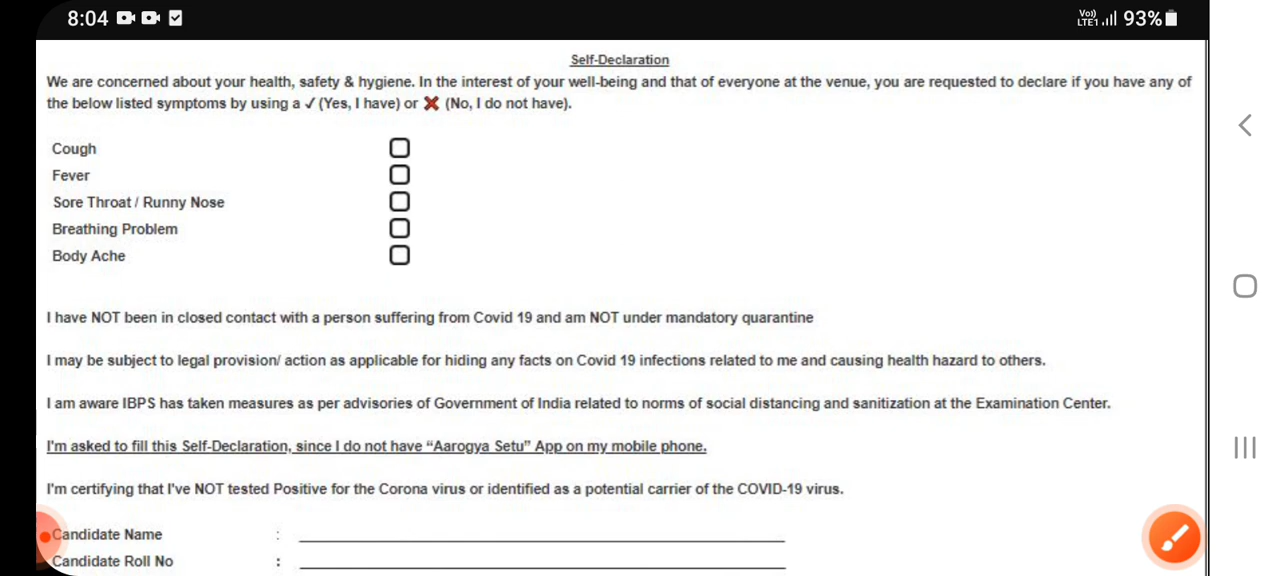 8:04
Vo))
LTE1 93%
Self-Declaration
We are concerned about your health, safety & hygiene. In the interest of your well-being and that of everyone at the venue, you are requested to declare if you have any of
the below listed symptoms by using a ✓ (Yes, I have) or ✗ (No, I do not have).
Cough
Fever
Sore Throat / Runny Nose
Breathing Problem
Body Ache
I have NOT been in closed contact with a person suffering from Covid 19 and am NOT under mandatory quarantine
I may be subject to legal provision/ action as applicable for hiding any facts on Covid 19 infections related to me and causing health hazard to others.
I am aware IBPS has taken measures as per advisories of Government of India related to norms of social distancing and sanitization at the Examination Center.
I'm asked to fill this Self-Declaration, since I do not have “Aarogya Setu” App on my mobile phone.
I'm certifying that I've NOT tested Positive for the Corona virus or identified as a potential carrier of the COVID-19 virus.
Candidate Name :
Candidate Roll No :